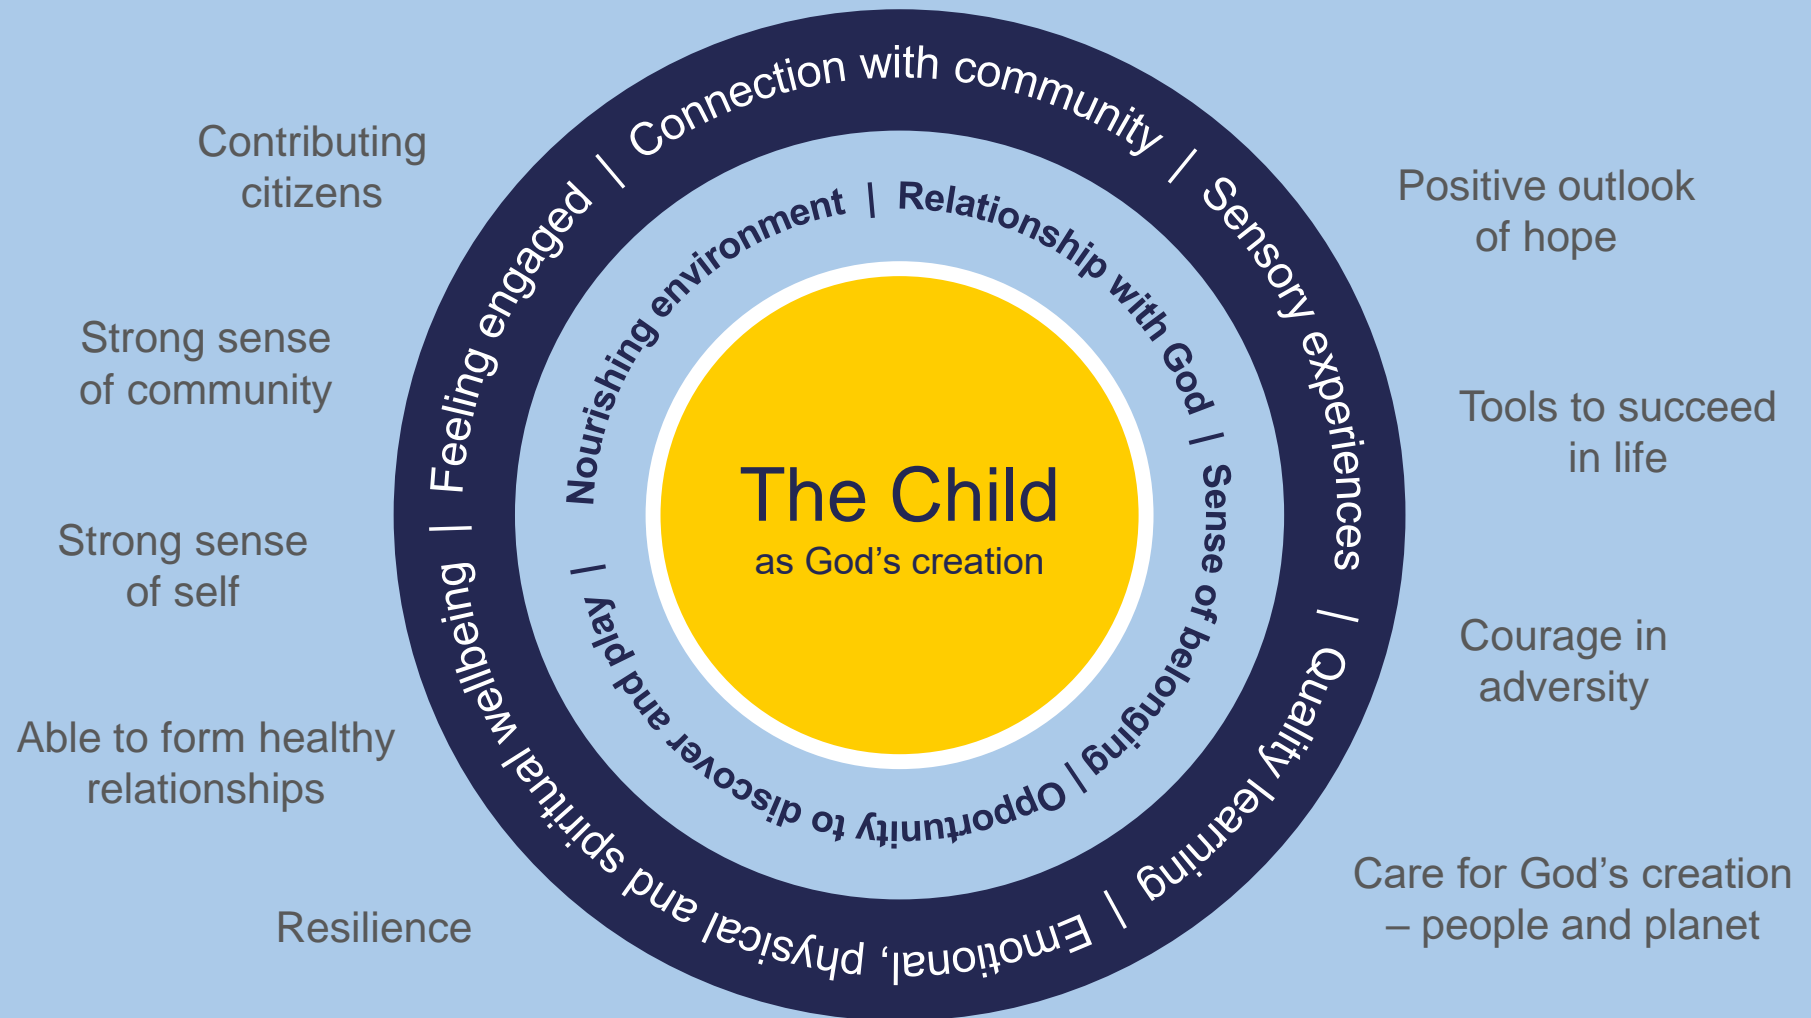 Connection with community | Sensory experiences | Quality learning | Emotional, physical and spiritual wellbeing | Feeling engaged |
Nourishing environment | Relationship with God | Sense of belonging | Opportunity to discover and play |
The Child
as God’s creation
Contributing
citizens
Strong sense
of community
Strong sense
of self
Able to form healthy
relationships
Resilience
Positive outlook
of hope
Tools to succeed
in life
Courage in
adversity
Care for God’s creation
– people and planet